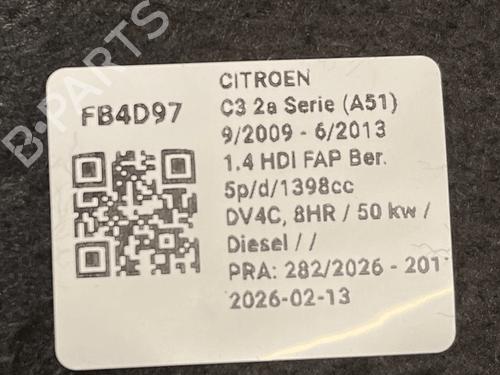 FB4D97
CITROEN
C3 2a Serie (A51)
9/2009 - 6/2013
1.4 HDI FAP Ber.
5p/d/1398cc
DV4C, 8HR / 50 kw /
Diesel / /
PRA: 282/2026 - 201
2026-02-13